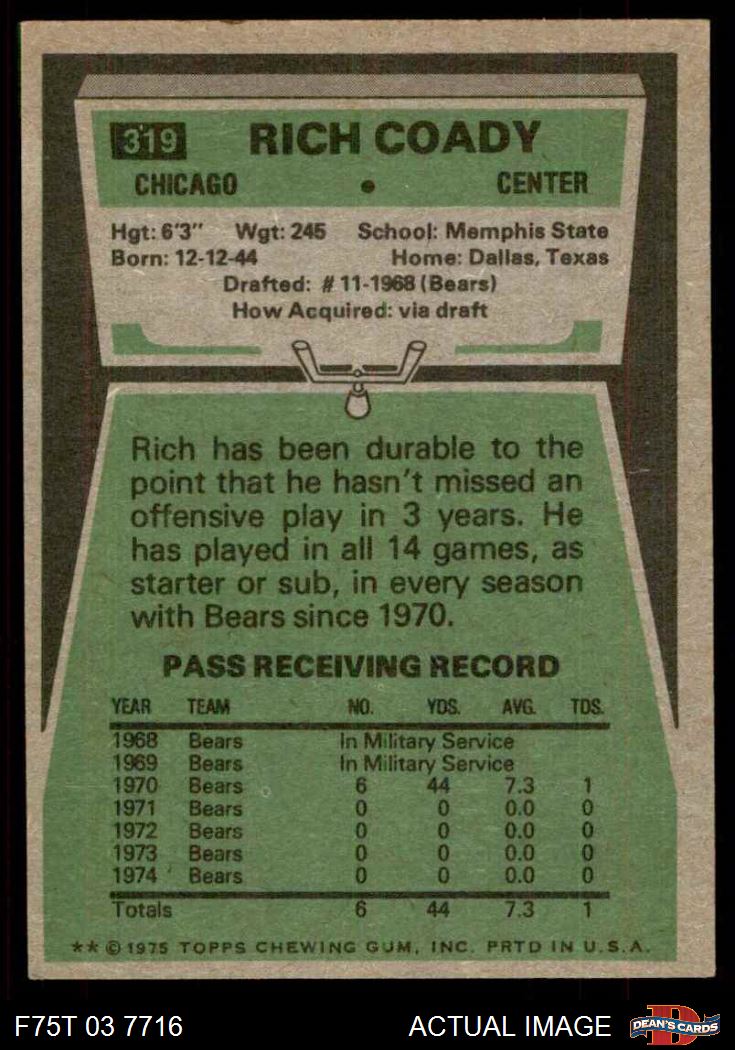 319 RICH COADY
CHICAGO • CENTER
Hgt: 6'3" Wgt: 245 School: Memphis State
Born: 12-12-44 Home: Dallas, Texas
Drafted: # 11-1968 (Bears)
How Acquired: via draft
Rich has been durable to the
point that he hasn't missed an
offensive play in 3 years. He
has played in all 14 games, as
starter or sub, in every season
with Bears since 1970.
PASS RECEIVING RECORD
YEAR TEAM NO. YDS. AVG. TDS.
1968 Bears In Military Service
1969 Bears In Military Service
1970 Bears 6 44 7.3 1
1971 Bears 0 0 0.0 0
1972 Bears 0 0 0.0 0
1973 Bears 0 0 0.0 0
1974 Bears 0 0 0.0 0
Totals 6 44 7.3 1
** © 1975 TOPPS CHEWING GUM, INC. PRTD IN U.S.A.
F75T 03 7716 ACTUAL IMAGE D DEAN'S CARDS